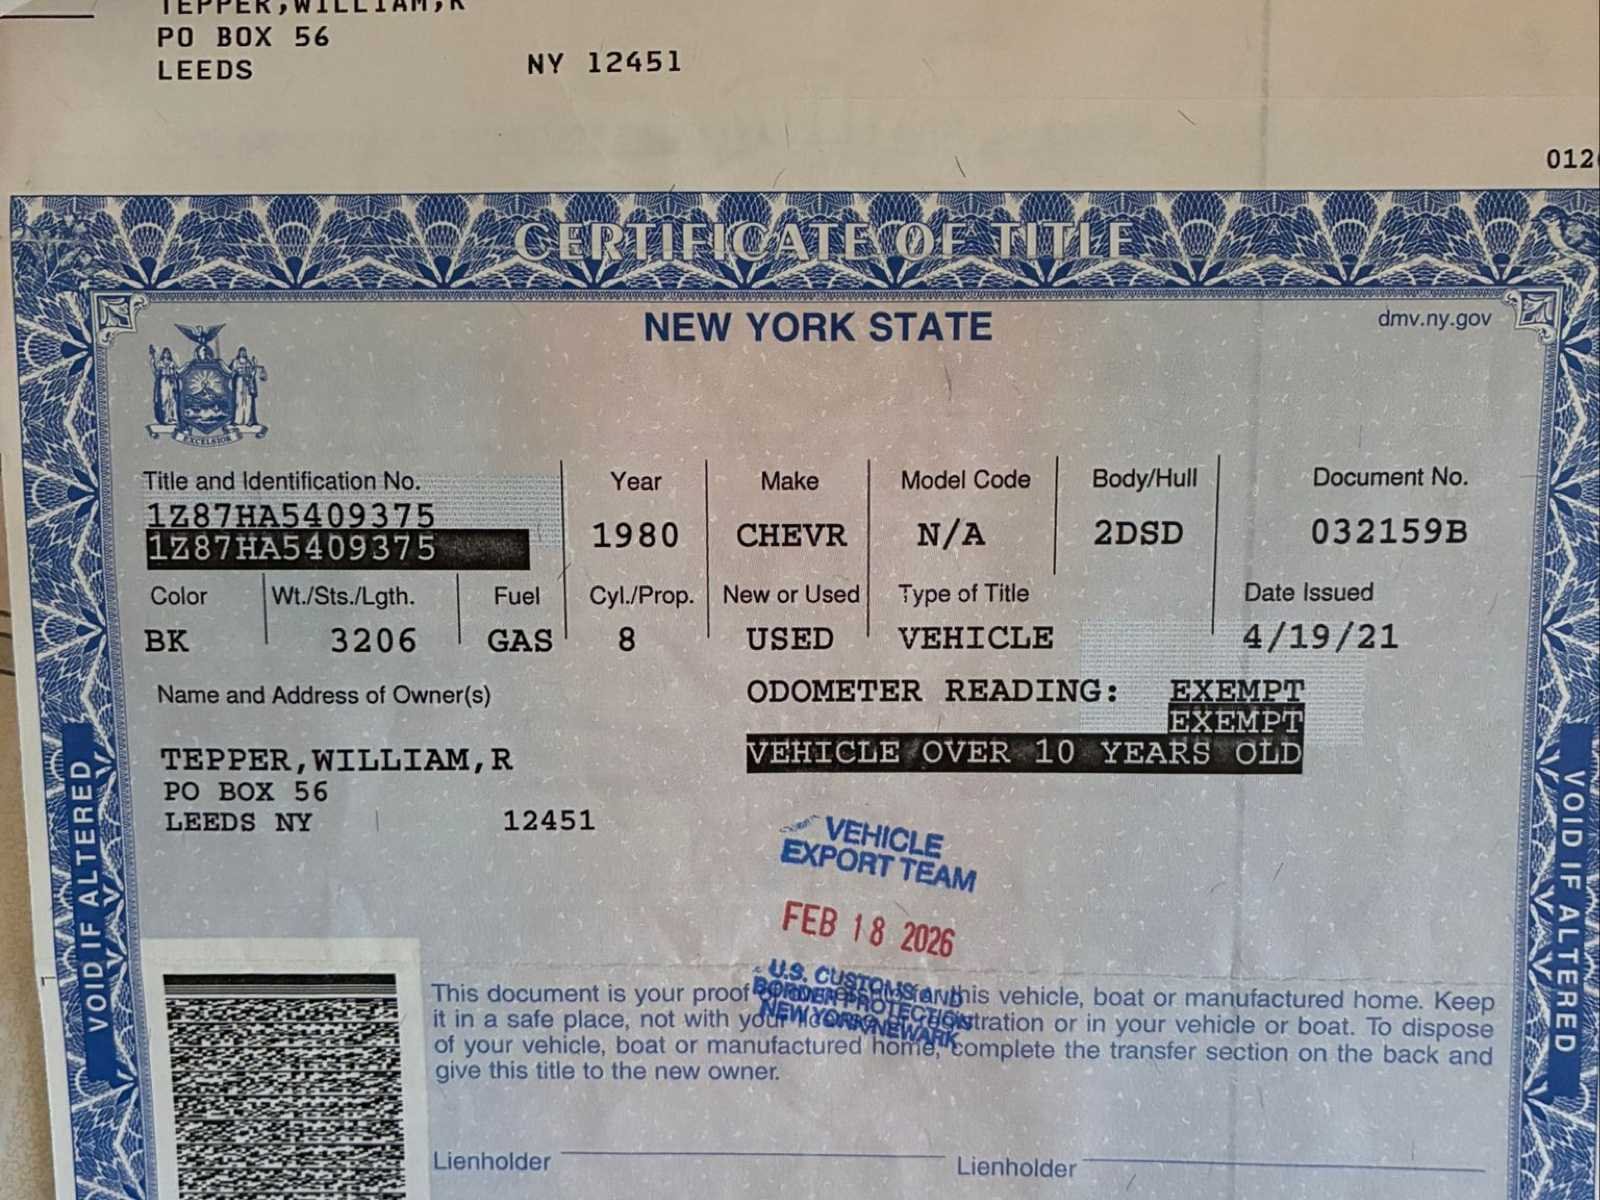 TEPPER,WILLIAM,R
PO BOX 56
LEEDS NY 12451
012
CERTIFICATE OF TITLE
NEW YORK STATE
dmv.ny.gov
EXCELSIOR
Title and Identification No. Year Make Model Code Body/Hull Document No.
1Z87HA5409375
1Z87HA5409375
1980 CHEVR N/A 2DSD 032159B
Color Wt./Sts./Lgth. Fuel Cyl./Prop. New or Used Type of Title Date Issued
BK 3206 GAS 8 USED VEHICLE 4/19/21
Name and Address of Owner(s)
ODOMETER READING: EXEMPT
EXEMPT
VEHICLE OVER 10 YEARS OLD
TEPPER,WILLIAM,R
PO BOX 56
LEEDS NY 12451
VOID IF ALTERED
VOID IF ALTERED
VEHICLE
EXPORT TEAM
FEB 18 2026
U.S. CUSTOMS AND
BORDER PROTECTION
NEW YORK/NEWARK
This document is your proof this vehicle, boat or manufactured home. Keep
it in a safe place, not with your or in your vehicle or boat. To dispose
of your vehicle, boat or manufactured home, complete the transfer section on the back and
give this title to the new owner.
Lienholder Lienholder